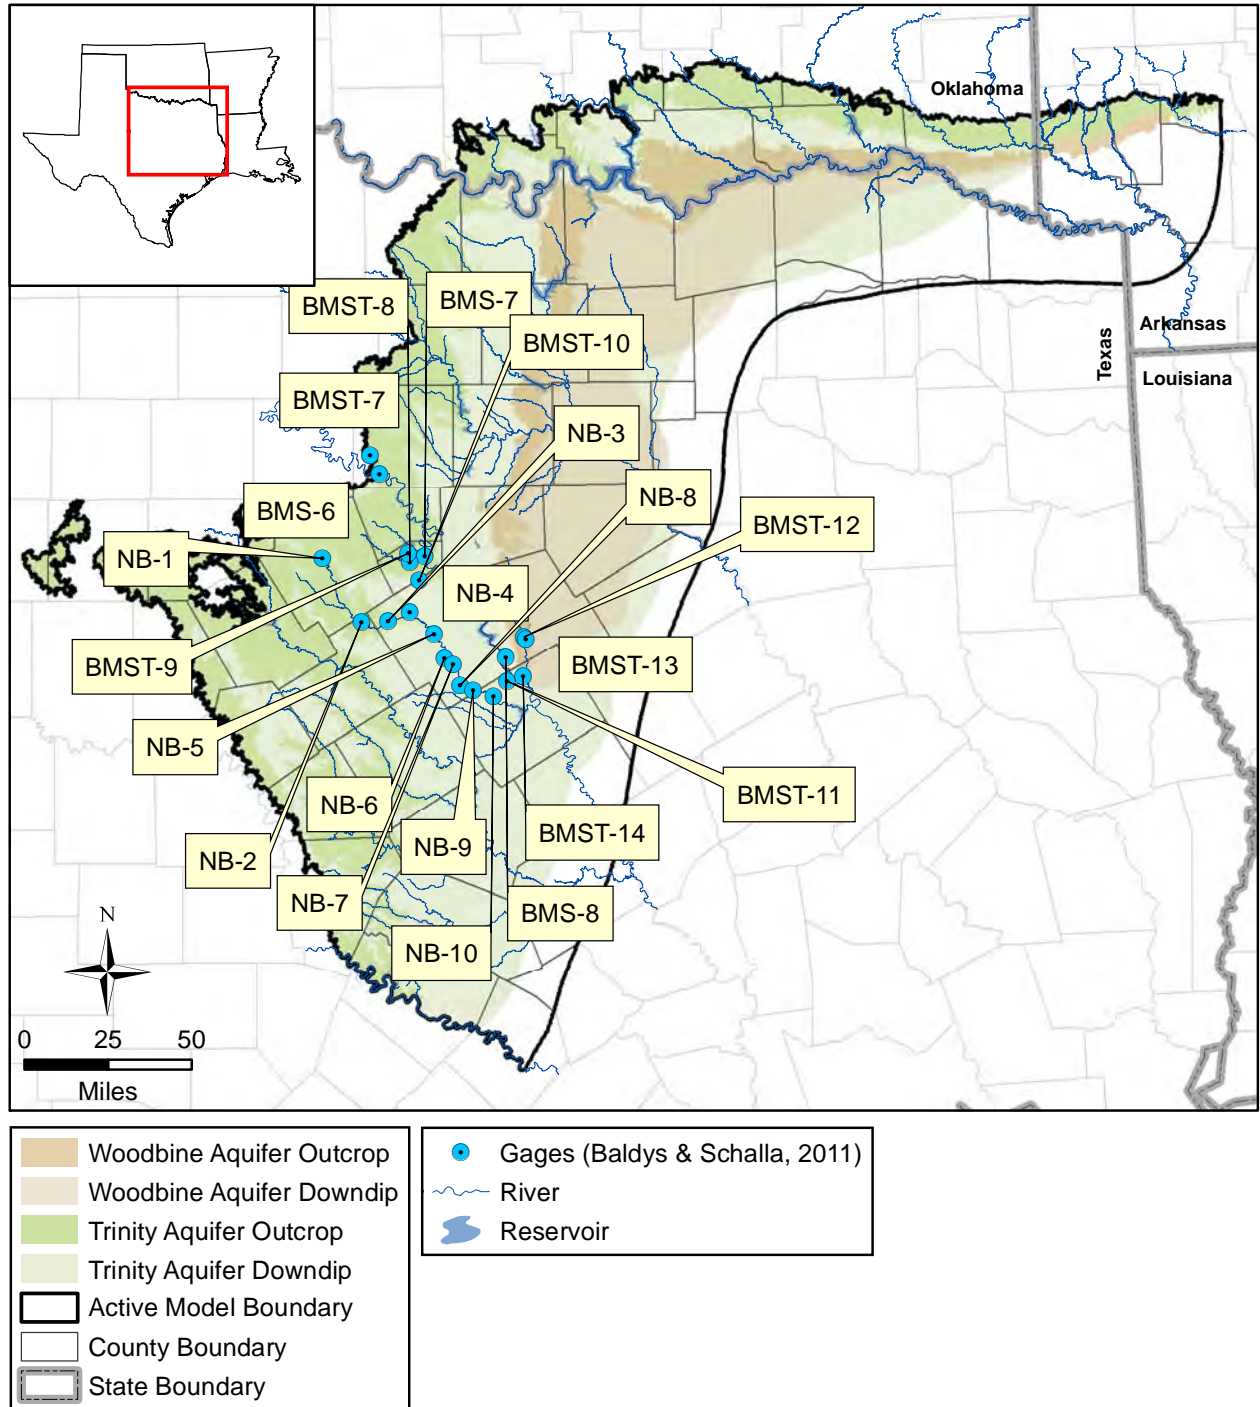 Oklahoma
Texas
Arkansas
Louisiana
BMST-8
BMS-7
BMST-10
BMST-7
NB-3
NB-8
BMS-6
BMST-12
NB-1
NB-4
BMST-9
BMST-13
NB-5
NB-6
BMST-11
NB-2
NB-9
BMST-14
NB-7
BMS-8
NB-10
N
0 25 50
Miles
Woodbine Aquifer Outcrop
Woodbine Aquifer Downdip
Trinity Aquifer Outcrop
Trinity Aquifer Downdip
Active Model Boundary
County Boundary
State Boundary
Gages (Baldys & Schalla, 2011)
River
Reservoir